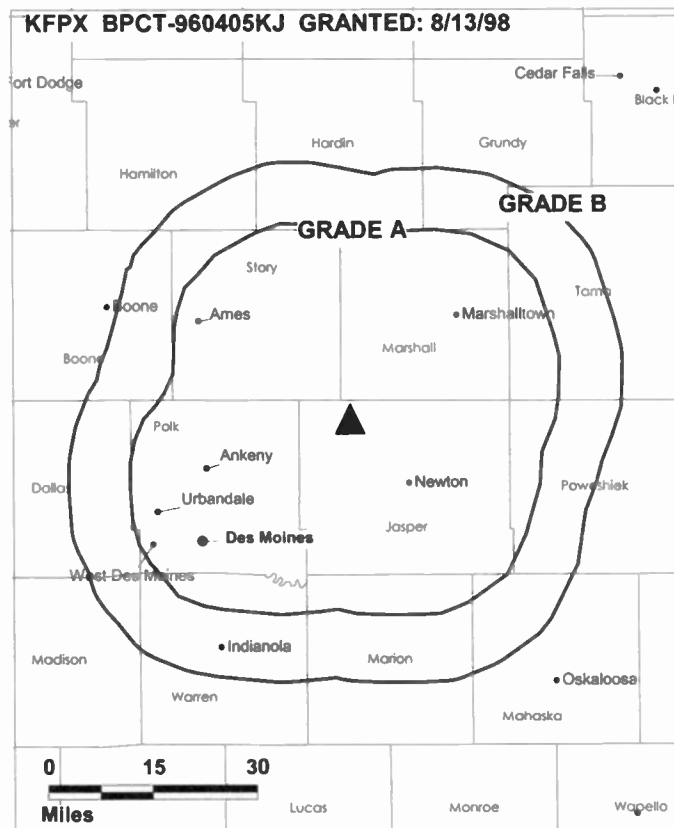 KFPX BPCT-960405KJ GRANTED: 8/13/98
Cedar Falls
ort Dodge
Black
Hardin
Grundy
Hamilton
GRADE B
GRADE A
Story
Tama
Boone
Ames
Marshalltown
Marshall
Boone
Polk
Ankeny
Newton
Dallas
Poweshiek
Urbandale
Jasper
Des Moines
West Des Moines
Indianola
Madison
Marion
Oskaloosa
Warren
Mahaska
0 15 30
Miles
Lucas
Monroe
Wapello